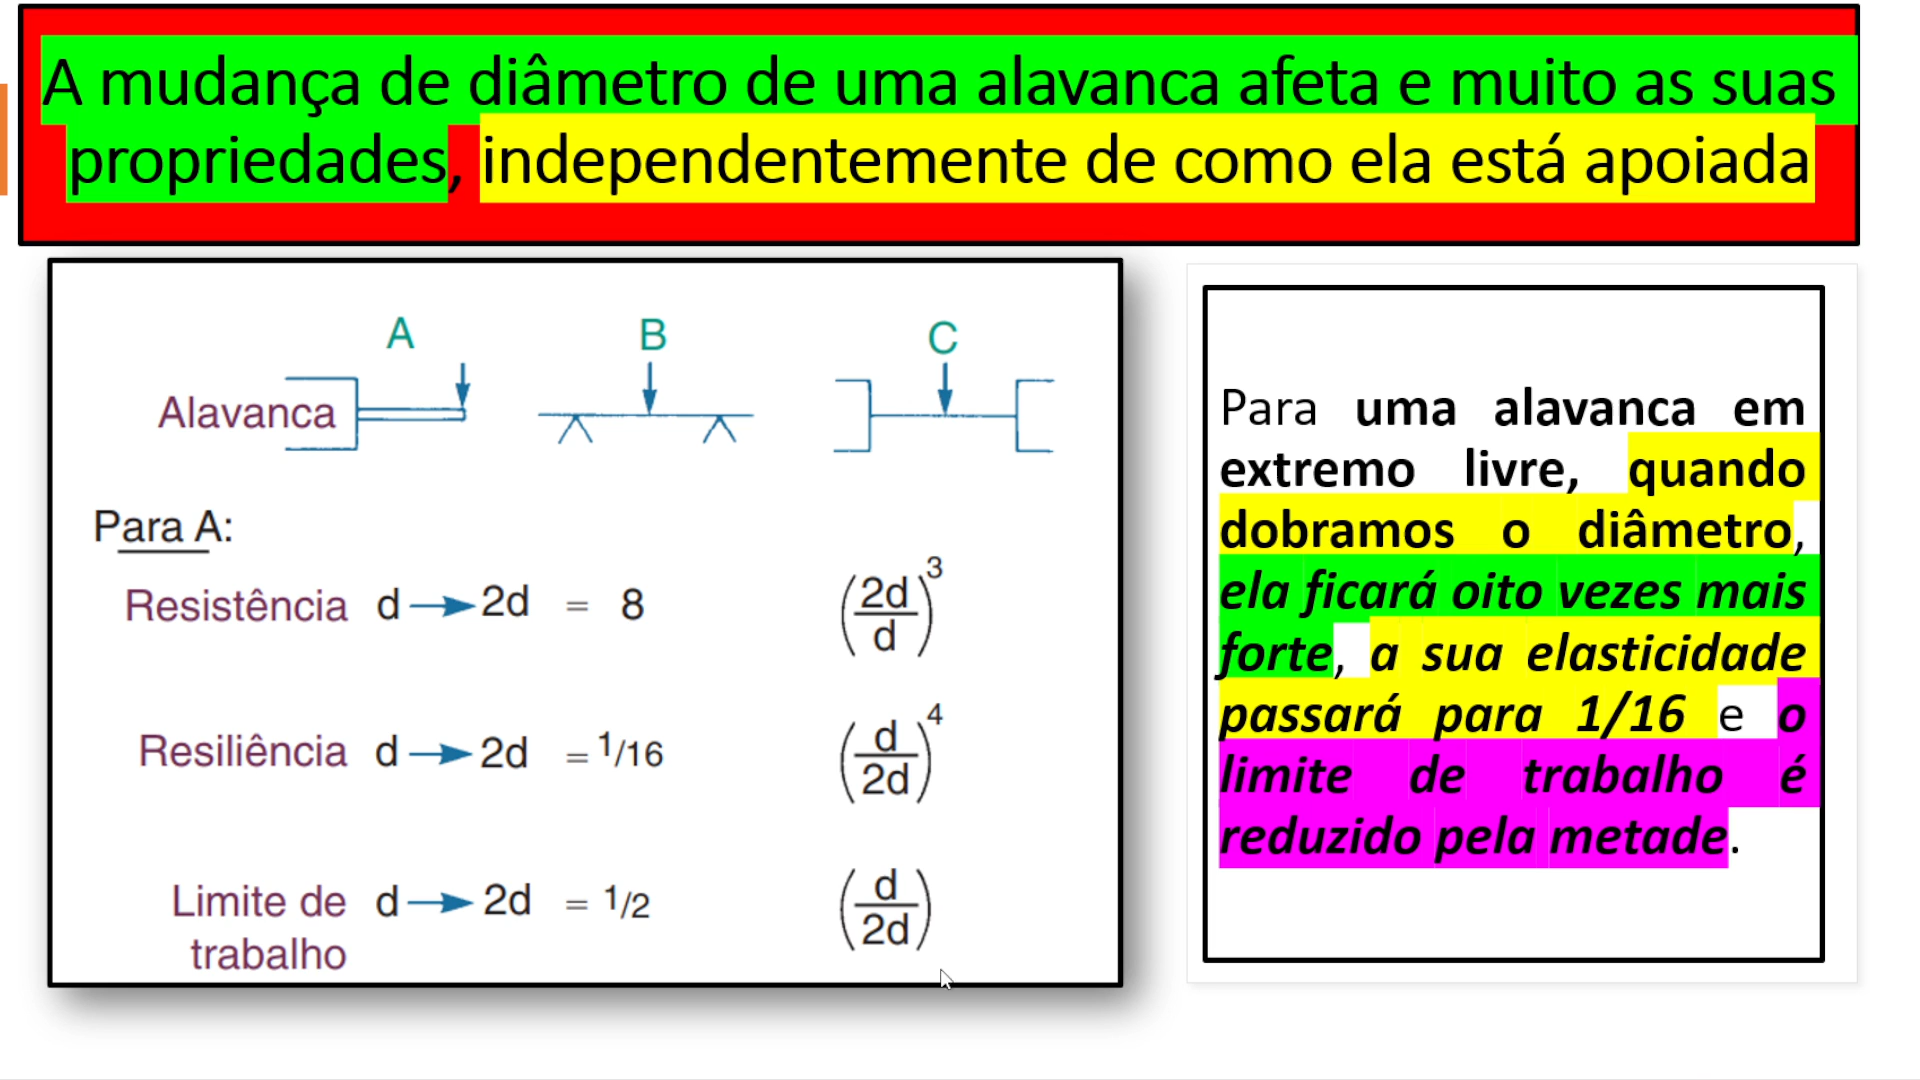 A mudança de diâmetro de uma alavanca afeta e muito as suas
propriedades, independentemente de como ela está apoiada
A B C
Alavanca
Para A:
Resistência d → 2d = 8 (2d/d)³
Resiliência d → 2d = 1/16 (d/2d)⁴
Limite de d → 2d = 1/2 (d/2d)
trabalho
Para uma alavanca em
extremo livre, quando
dobramos o diâmetro,
ela ficará oito vezes mais
forte, a sua elasticidade
passará para 1/16 e o
limite de trabalho é
reduzido pela metade.